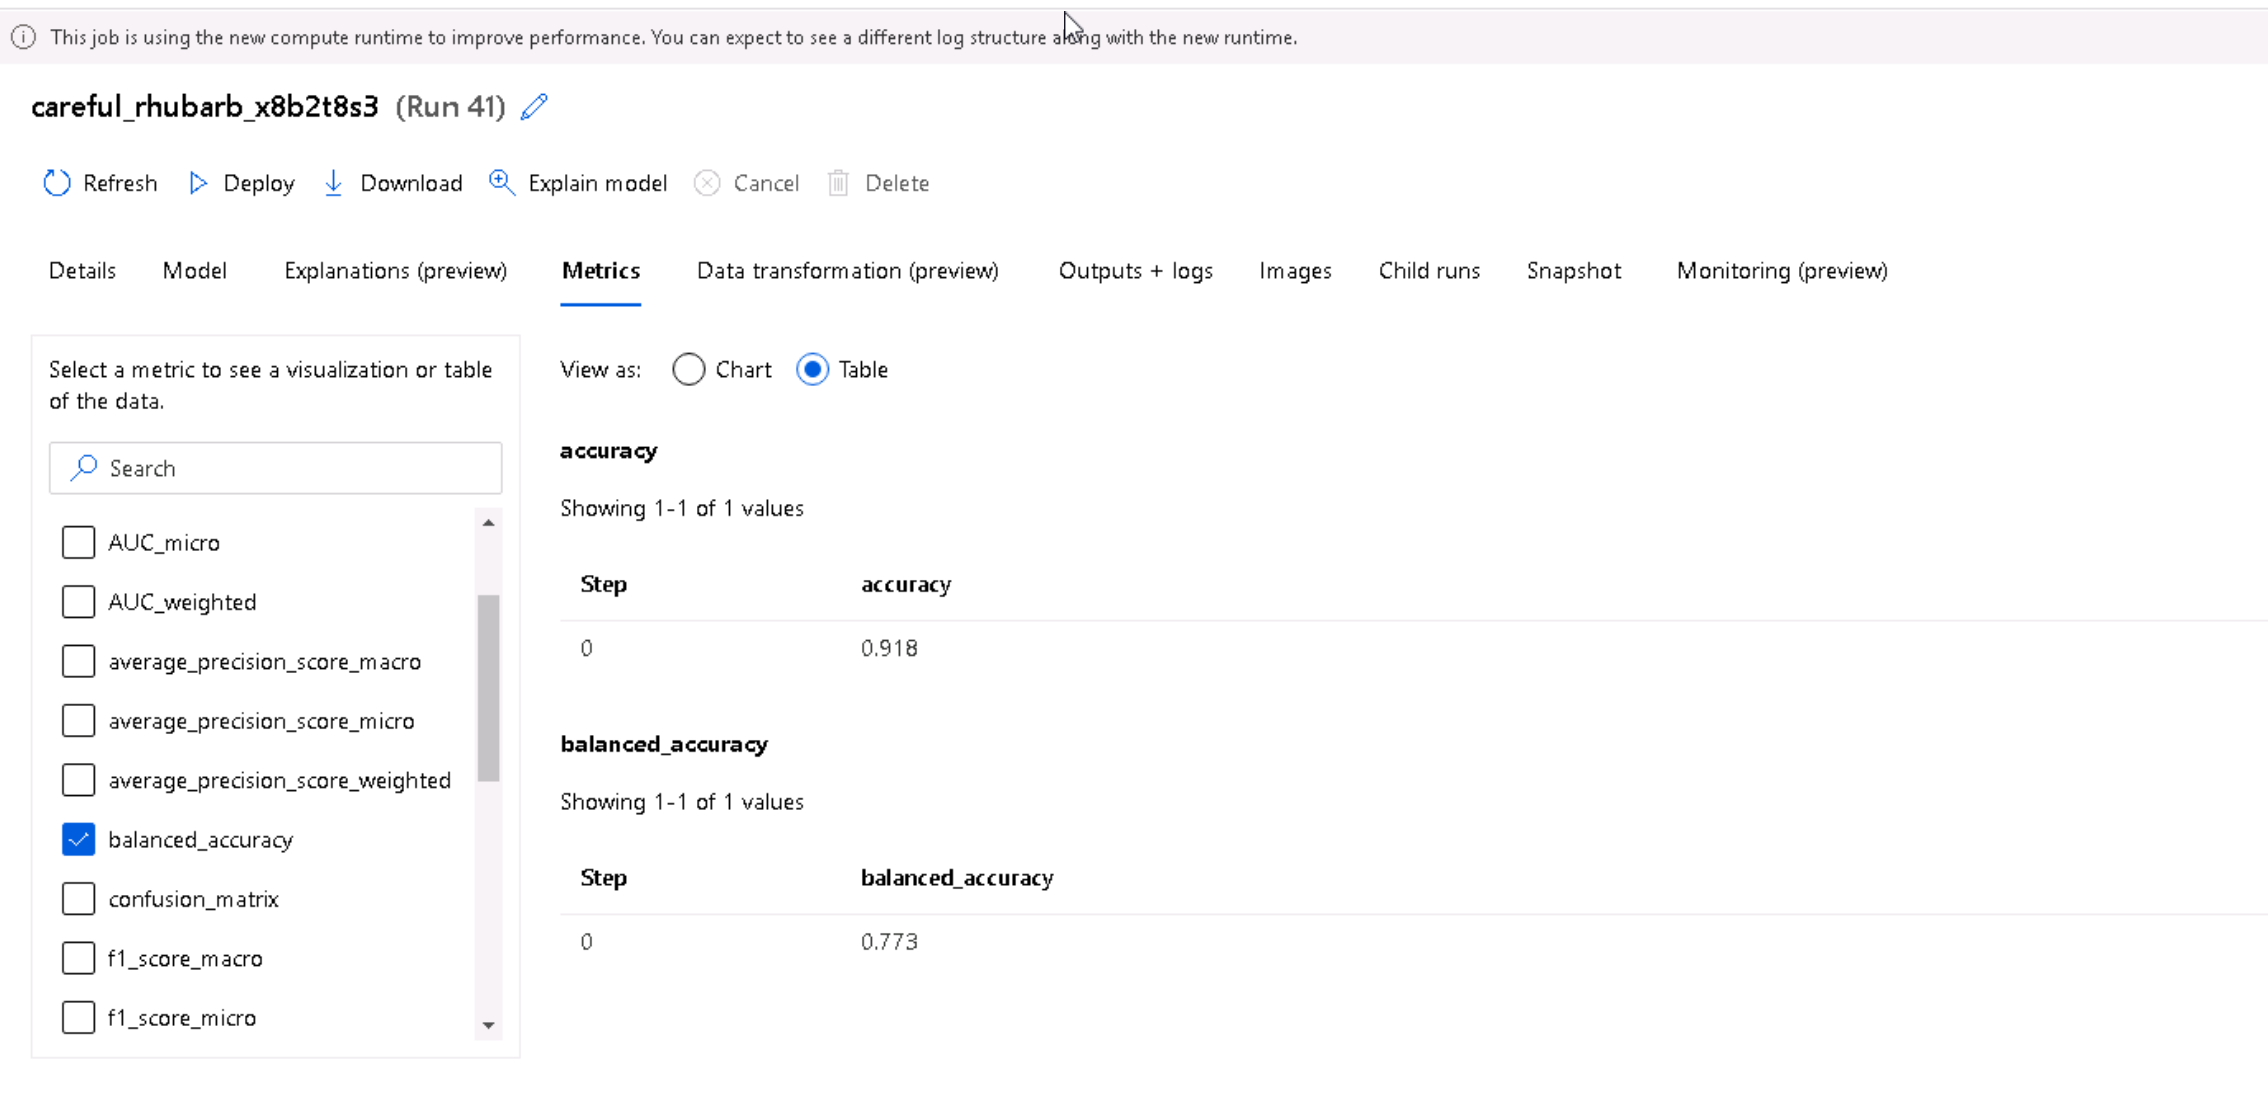 This job is using the new compute runtime to improve performance. You can expect to see a different log structure along with the new runtime.
careful_rhubarb_x8b2t8s3 (Run 41)
Refresh Deploy Download Explain model Cancel Delete
Details Model Explanations (preview) Metrics Data transformation (preview) Outputs + logs Images Child runs Snapshot Monitoring (preview)
Select a metric to see a visualization or table
of the data.
Search
AUC_micro
AUC_weighted
average_precision_score_macro
average_precision_score_micro
average_precision_score_weighted
balanced_accuracy
confusion_matrix
f1_score_macro
f1_score_micro
View as: Chart Table
accuracy
Showing 1-1 of 1 values
Step accuracy
0 0.918
balanced_accuracy
Showing 1-1 of 1 values
Step balanced_accuracy
0 0.773